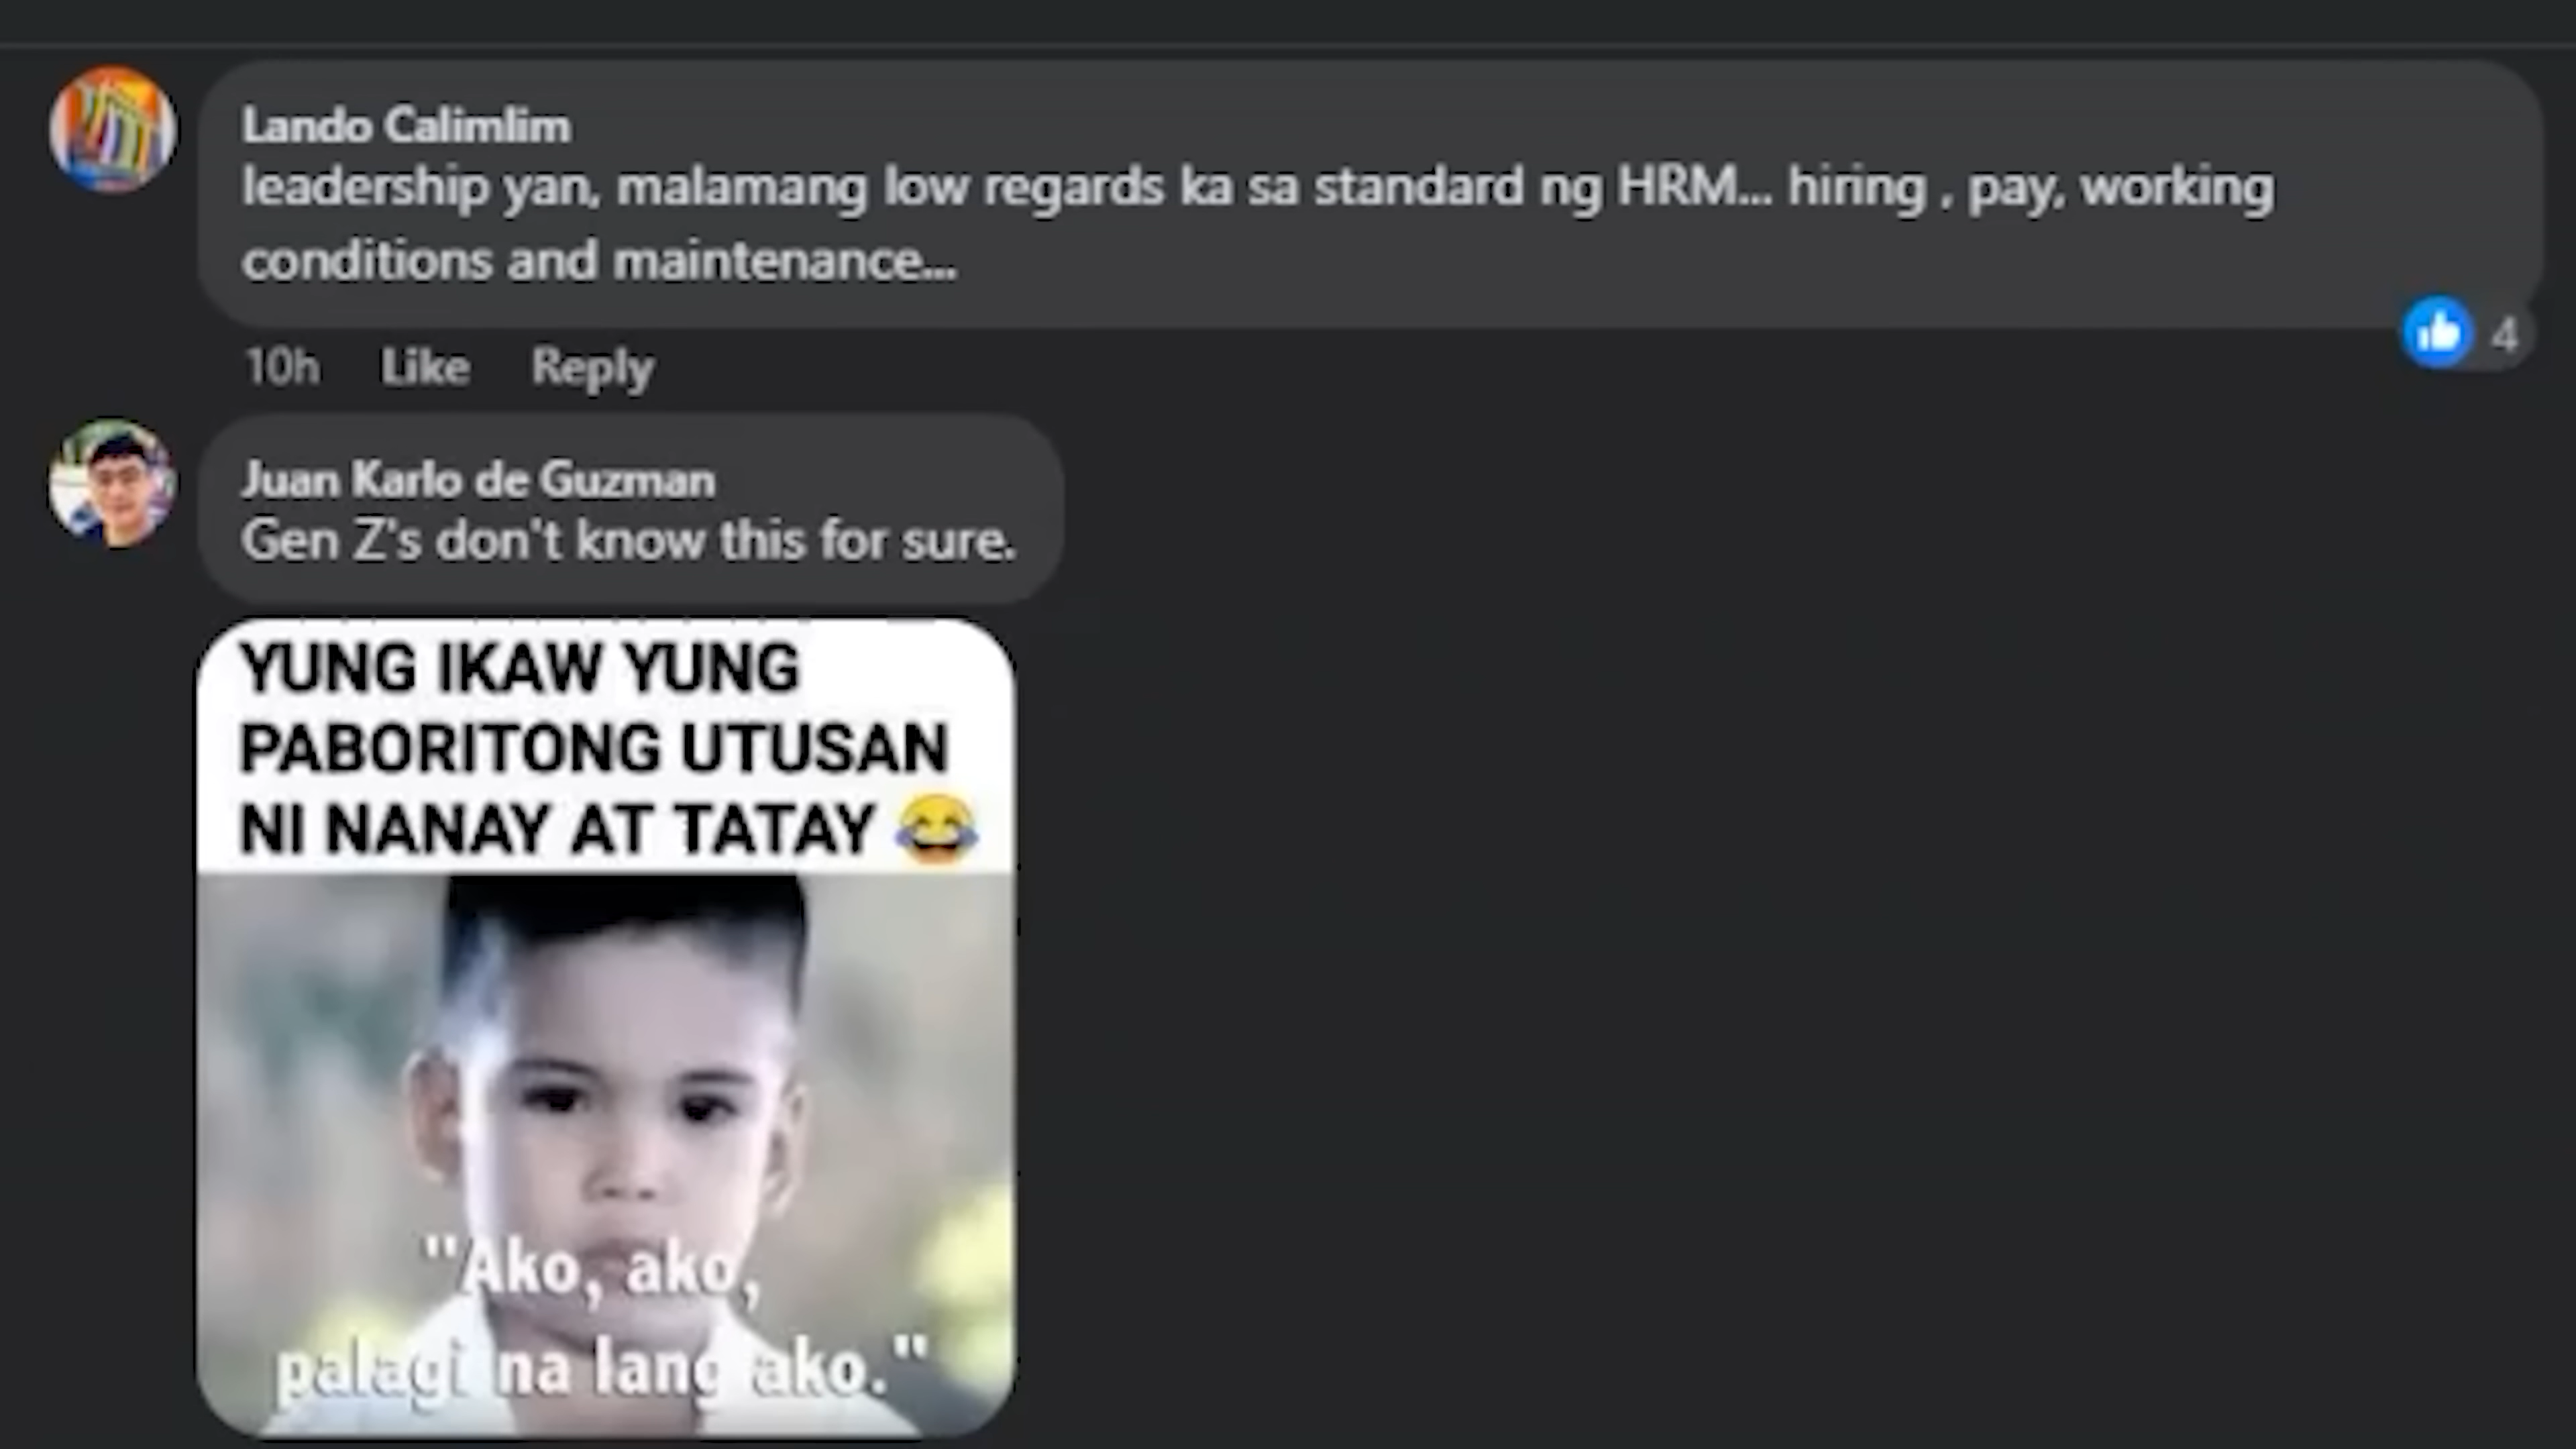 Lando Calimlim
leadership yan, malamang low regards ka sa standard ng HRM... hiring , pay, working
conditions and maintenance...
4
10h Like Reply
Juan Karlo de Guzman
Gen Z's don't know this for sure.
YUNG IKAW YUNG
PABORITONG UTUSAN
NI NANAY AT TATAY 😂
"Ako, ako,
palagi na lang ako."